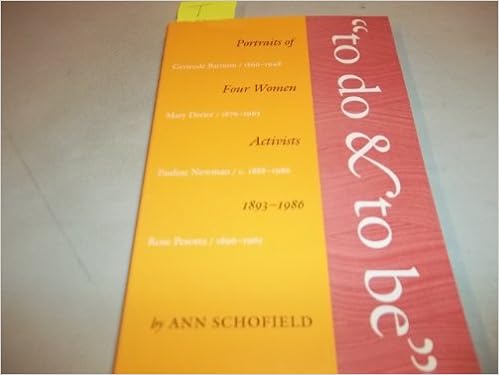 T
"to do & to be"
Portraits of
Gertrude Barnum / 1866–1948
Four Women
Mary Dreier / 1876–1963
Activists
Pauline Newman / c. 1888–1986
1893–1986
Rose Pesotta / 1896–1965
by ANN SCHOFIELD